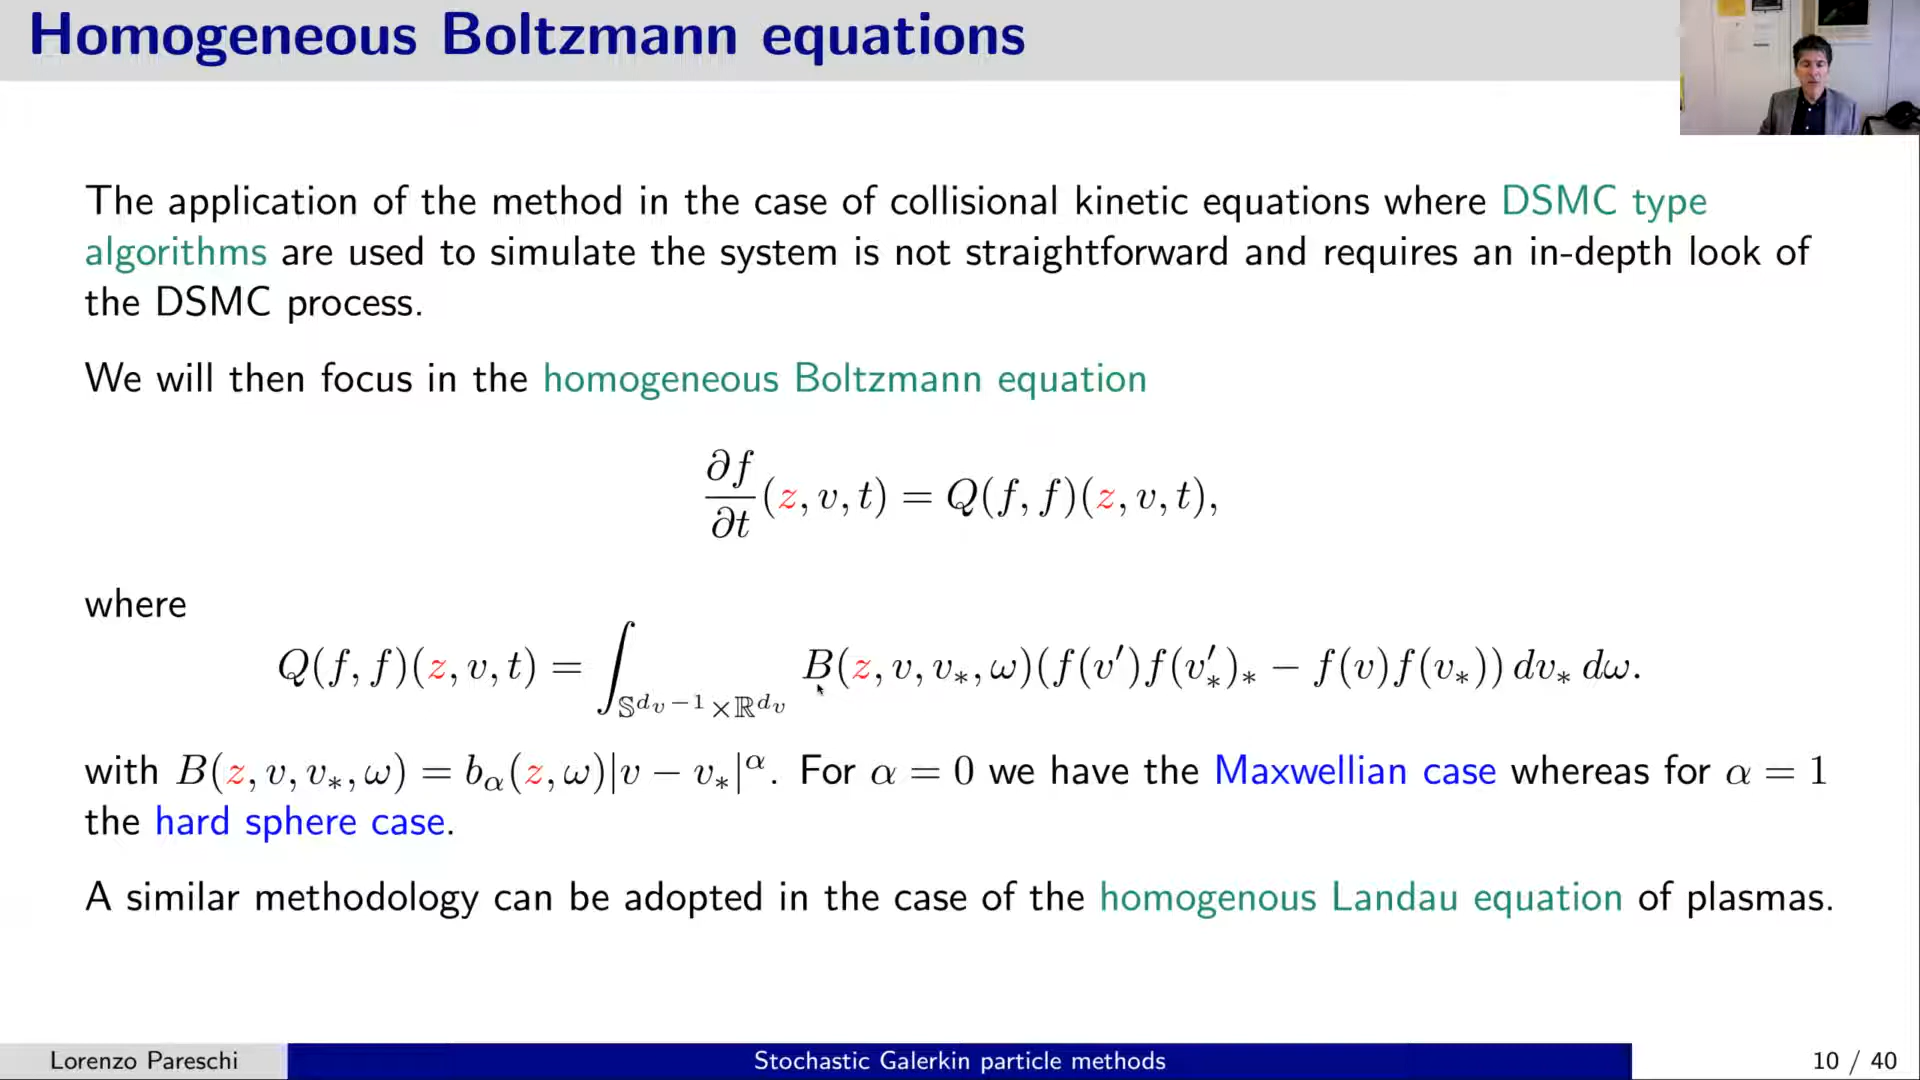 Homogeneous Boltzmann equations
The application of the method in the case of collisional kinetic equations where DSMC type
algorithms are used to simulate the system is not straightforward and requires an in-depth look of
the DSMC process.
We will then focus in the homogeneous Boltzmann equation
∂f/∂t (z, v, t) = Q(f, f)(z, v, t),
where
Q(f, f)(z, v, t) = ∫_{𝕊^{d_v−1}×ℝ^{d_v}} B(z, v, v_*, ω)(f(v′)f(v′_*)_* − f(v)f(v_*)) dv_* dω.
with B(z, v, v_*, ω) = b_α(z, ω)|v − v_*|^α. For α = 0 we have the Maxwellian case whereas for α = 1
the hard sphere case.
A similar methodology can be adopted in the case of the homogenous Landau equation of plasmas.
Lorenzo Pareschi
Stochastic Galerkin particle methods
10 / 40